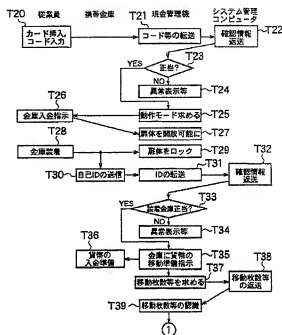 従業員 携帯金庫 現金管理機 システム管理
コンピュータ
T20 T21 T22
カード挿入,
コード入力
コード等の転送
確認情報
返送
T23
正当?
YES
NO
T24
異常表示等
T26 T25
金庫入金指示
動作モード求める
T27
扉体を開放可能に
T28 T29
金庫装着
扉体をロック
T30 T31 T32
自己IDの送信
IDの転送
確認情報
返送
T33
装着金庫正当?
YES
NO
T34
異常表示等
T36 T35
貨幣の
入金準備
金庫に貨幣の
移動準備指示
T37 T38
移動枚数等を求める
移動枚数
等の返送
T39
移動枚数等の認識
1